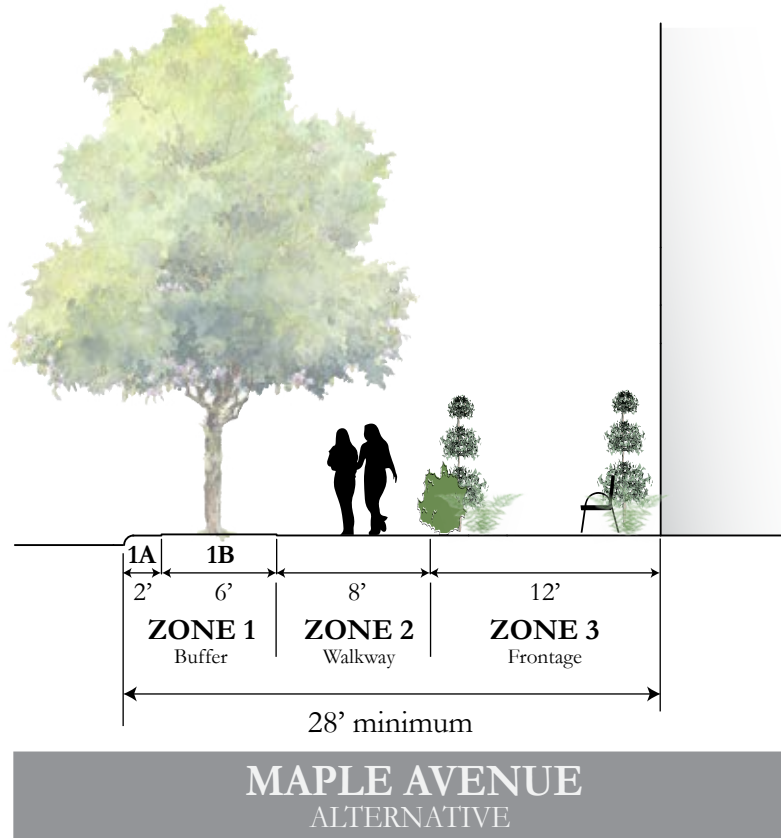 1A 1B
2’ 6’ 8’ 12’
ZONE 1 ZONE 2 ZONE 3
Buffer Walkway Frontage
28’ minimum
MAPLE AVENUE
ALTERNATIVE